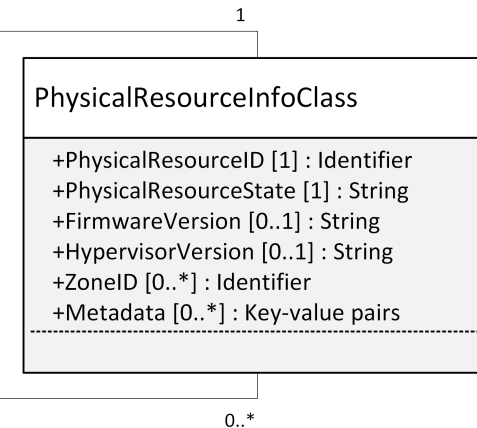 1
PhysicalResourceInfoClass
+PhysicalResourceID [1] : Identifier
+PhysicalResourceState [1] : String
+FirmwareVersion [0..1] : String
+HypervisorVersion [0..1] : String
+ZoneID [0..*] : Identifier
+Metadata [0..*] : Key-value pairs
0..*